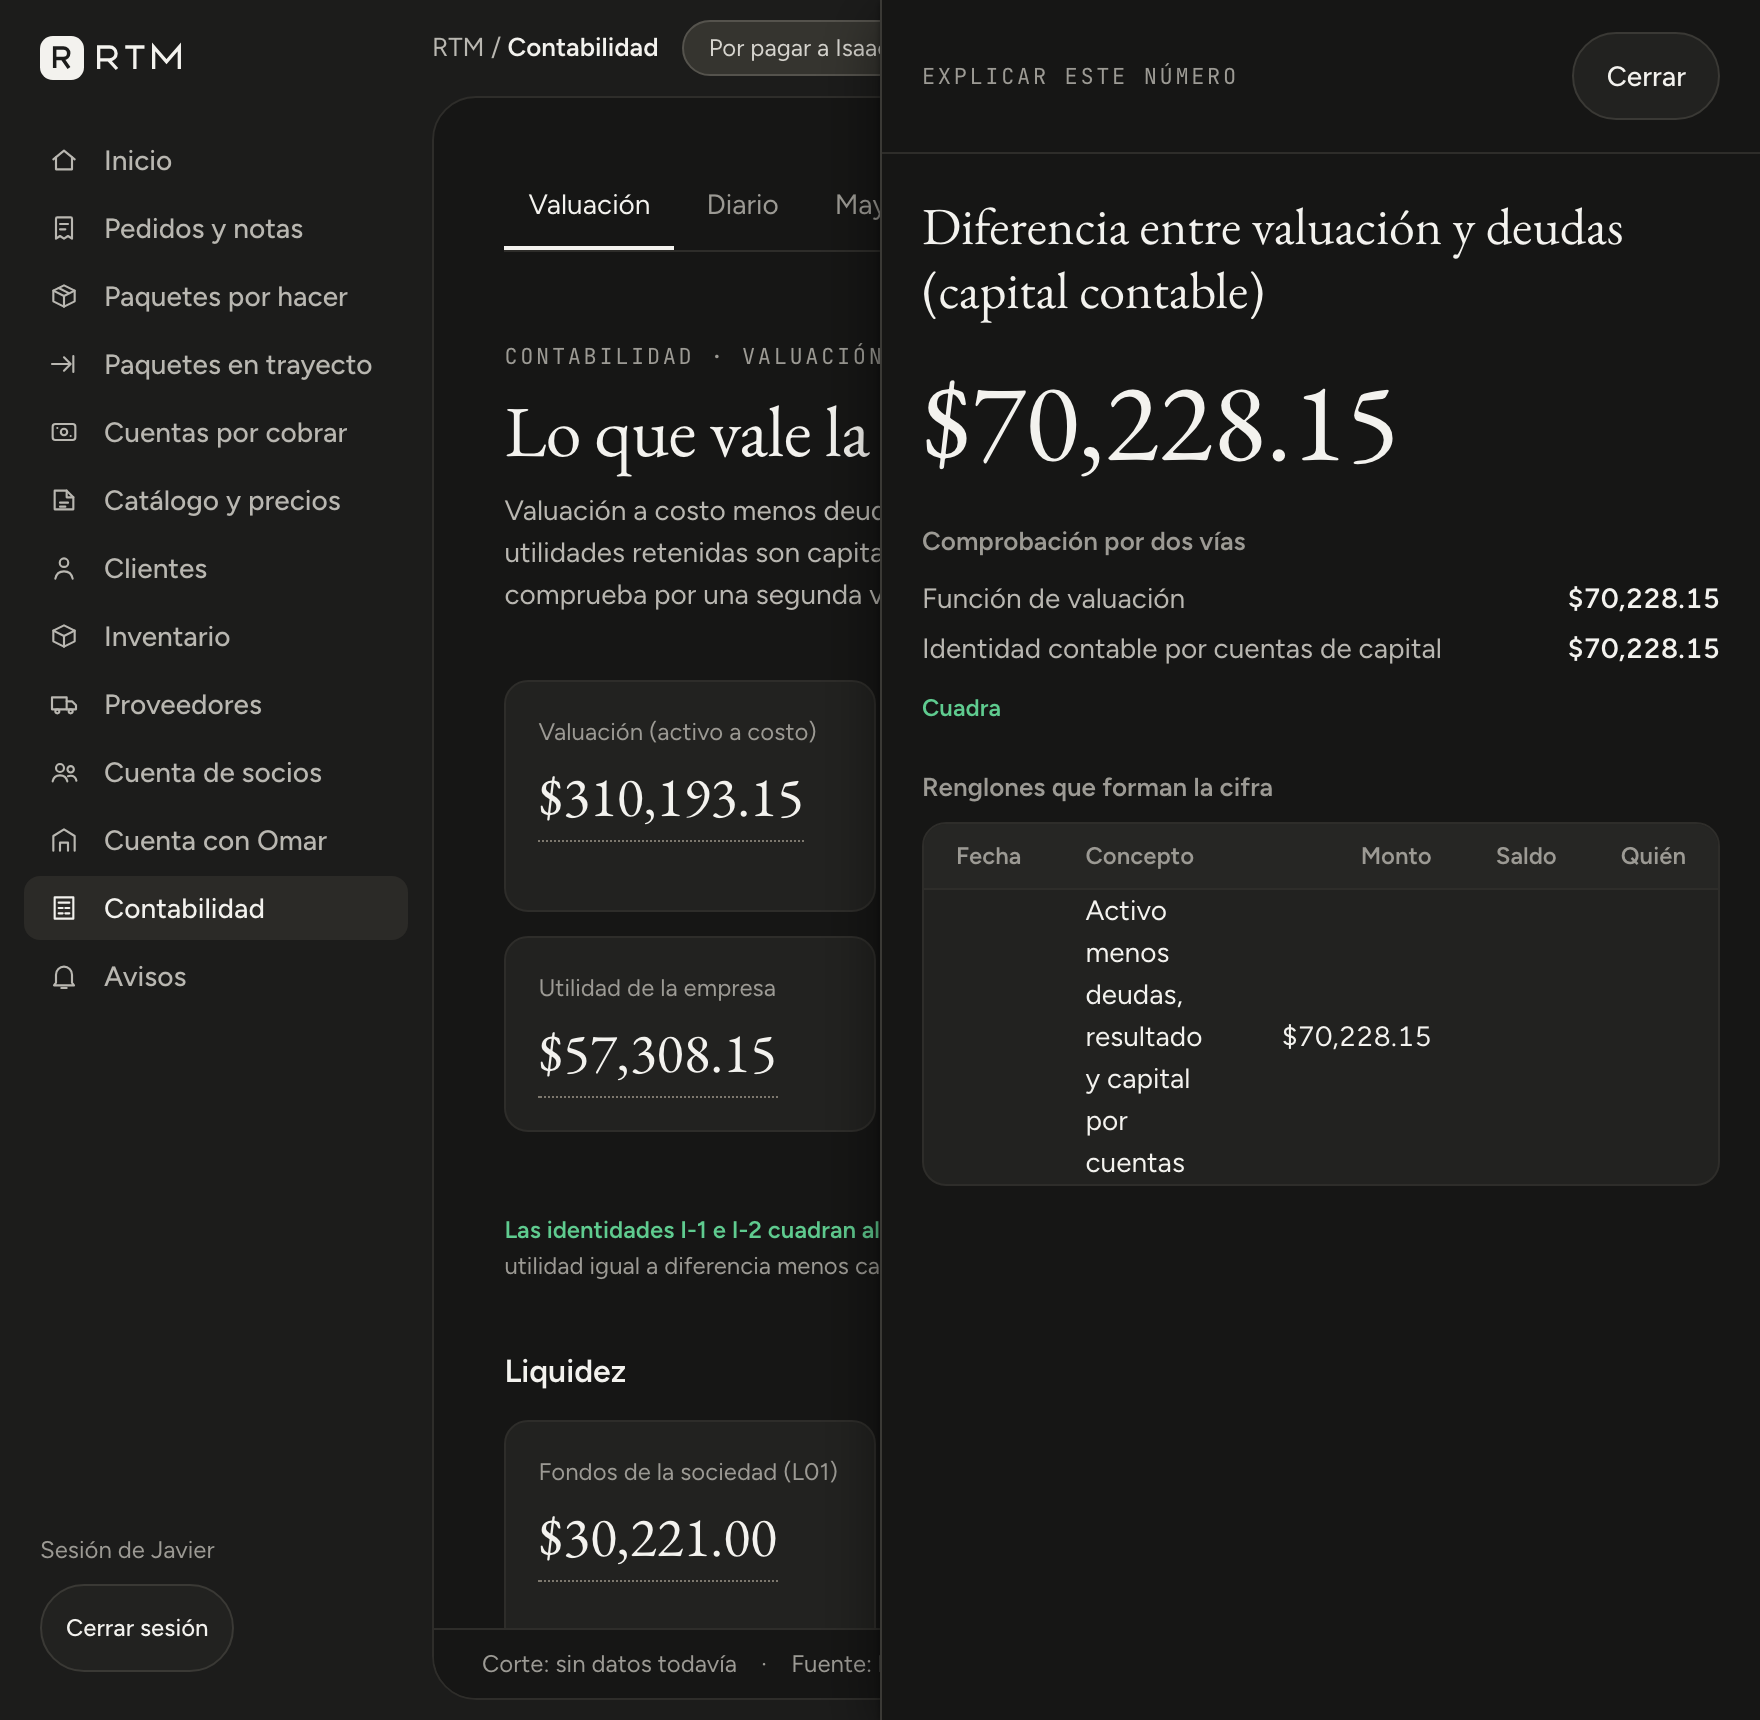 R RTM
Inicio
Pedidos y notas
Paquetes por hacer
Paquetes en trayecto
Cuentas por cobrar
Catálogo y precios
Clientes
Inventario
Proveedores
Cuenta de socios
Cuenta con Omar
Contabilidad
Avisos
Sesión de Javier
Cerrar sesión
RTM / Contabilidad
Por pagar a Isaac
Valuación Diario May
CONTABILIDAD · VALUACIÓN
Lo que vale la
Valuación a costo menos deud
utilidades retenidas son capita
comprueba por una segunda v
Valuación (activo a costo)
$310,193.15
Utilidad de la empresa
$57,308.15
Las identidades I-1 e I-2 cuadran al
utilidad igual a diferencia menos ca
Liquidez
Fondos de la sociedad (L01)
$30,221.00
Corte: sin datos todavía · Fuente:
EXPLICAR ESTE NÚMERO
Cerrar
Diferencia entre valuación y deudas
(capital contable)
$70,228.15
Comprobación por dos vías
Función de valuación $70,228.15
Identidad contable por cuentas de capital $70,228.15
Cuadra
Renglones que forman la cifra
Fecha Concepto Monto Saldo Quién
Activo
menos
deudas,
resultado $70,228.15
y capital
por
cuentas